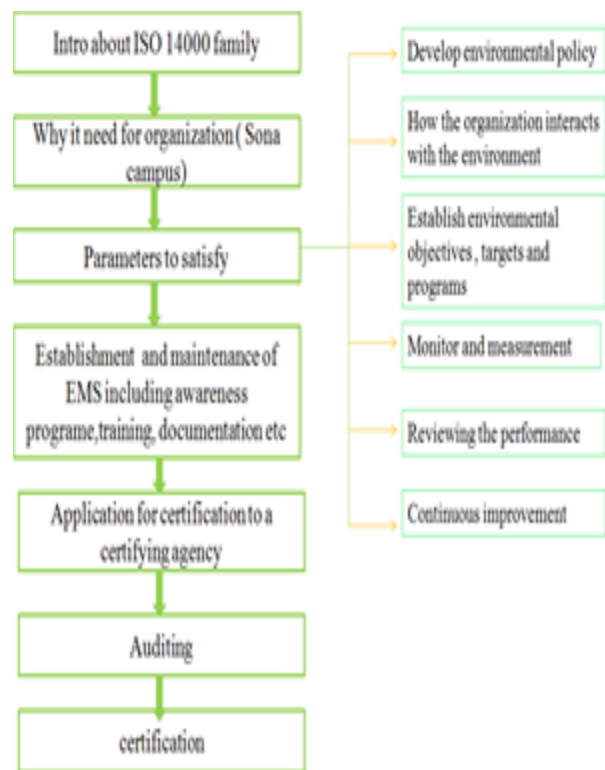 Intro about ISO 14000 family
Why it need for organization( Sona
campus)
Parameters to satisfy
Establishment and maintenance of
EMS including awareness
programe,training, documentation etc
Application for certification to a
certifying agency
Auditing
certification
Develop environmental policy
How the organization interacts
with the environment
Establish environmental
objectives , targets and
programs
Monitor and measurement
Reviewing the performance
Continuous improvement